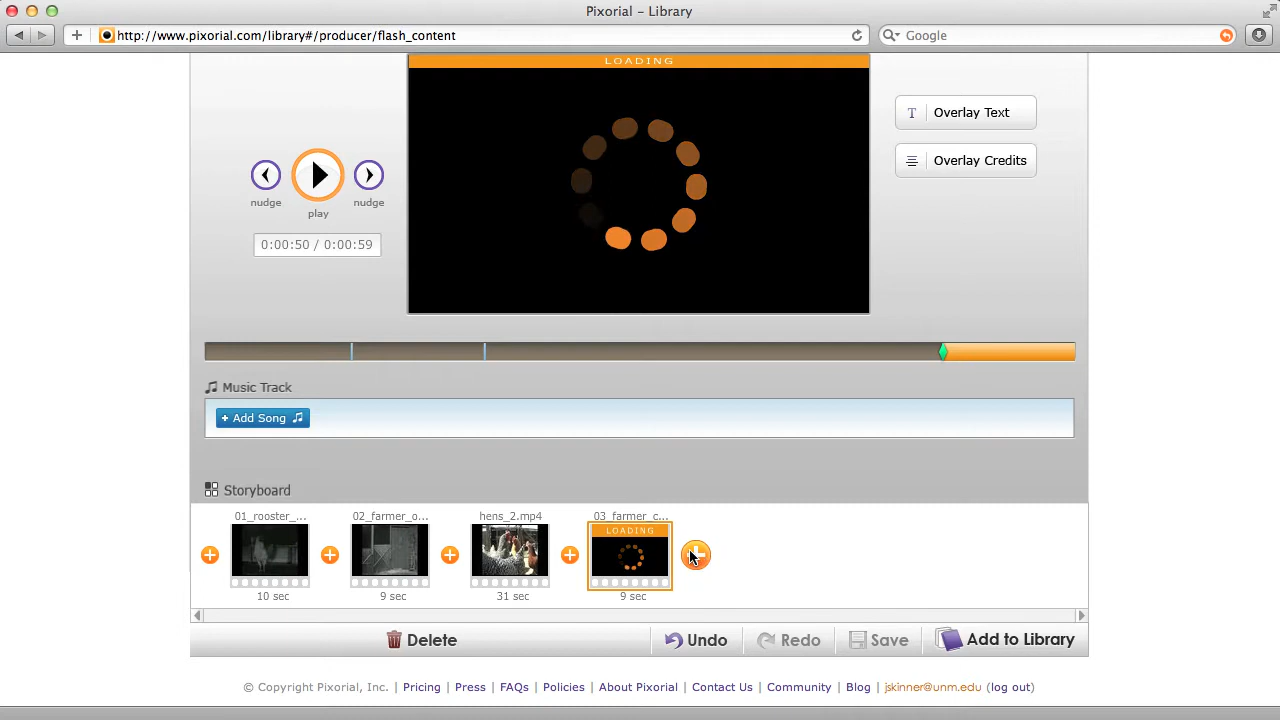 Pixorial – Library
http://www.pixorial.com/library#/producer/flash_content
Google
LOADING
T Overlay Text
Overlay Credits
nudge
play
nudge
0:00:50 / 0:00:59
Music Track
+ Add Song
Storyboard
01_rooster_...
02_farmer_o...
hens_2.mp4
03_farmer_c...
LOADING
10 sec
9 sec
31 sec
9 sec
Delete
Undo
Redo
Save
Add to Library
© Copyright Pixorial, Inc. | Pricing | Press | FAQs | Policies | About Pixorial | Contact Us | Community | Blog | jskinner@unm.edu (log out)